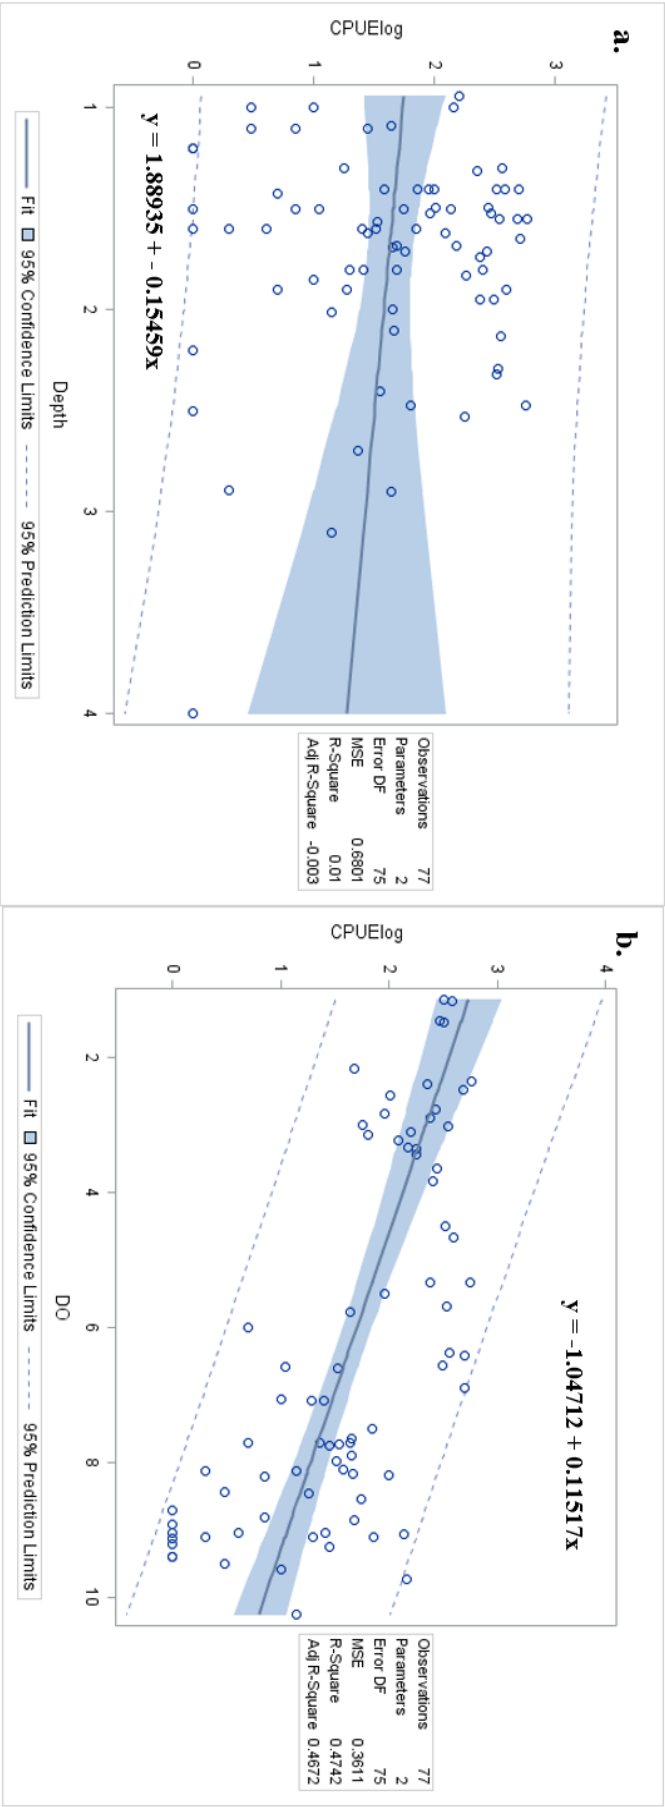 a.
CPUElog
3
2
1
0
1
2
3
4
Depth
y = 1.88935 + - 0.15459x
Observations 77
Parameters 2
Error DF 75
MSE 0.6801
R-Square 0.01
Adj R-Square -0.003
Fit 95% Confidence Limits 95% Prediction Limits
b.
CPUElog
4
3
2
1
0
2
4
6
8
10
DO
y = -1.04712 + 0.11517x
Observations 77
Parameters 2
Error DF 75
MSE 0.3611
R-Square 0.4742
Adj R-Square 0.4672
Fit 95% Confidence Limits 95% Prediction Limits